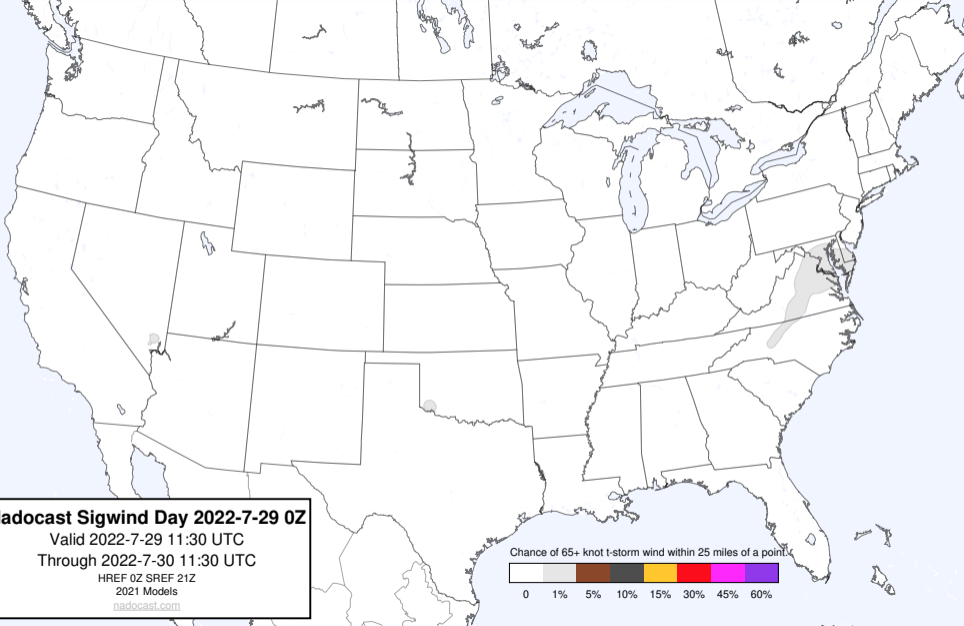 adocast Sigwind Day 2022-7-29 0Z
Valid 2022-7-29 11:30 UTC
Through 2022-7-30 11:30 UTC
HREF 0Z SREF 21Z
2021 Models
nadocast.com
Chance of 65+ knot t-storm wind within 25 miles of a point.
0 1% 5% 10% 15% 30% 45% 60%